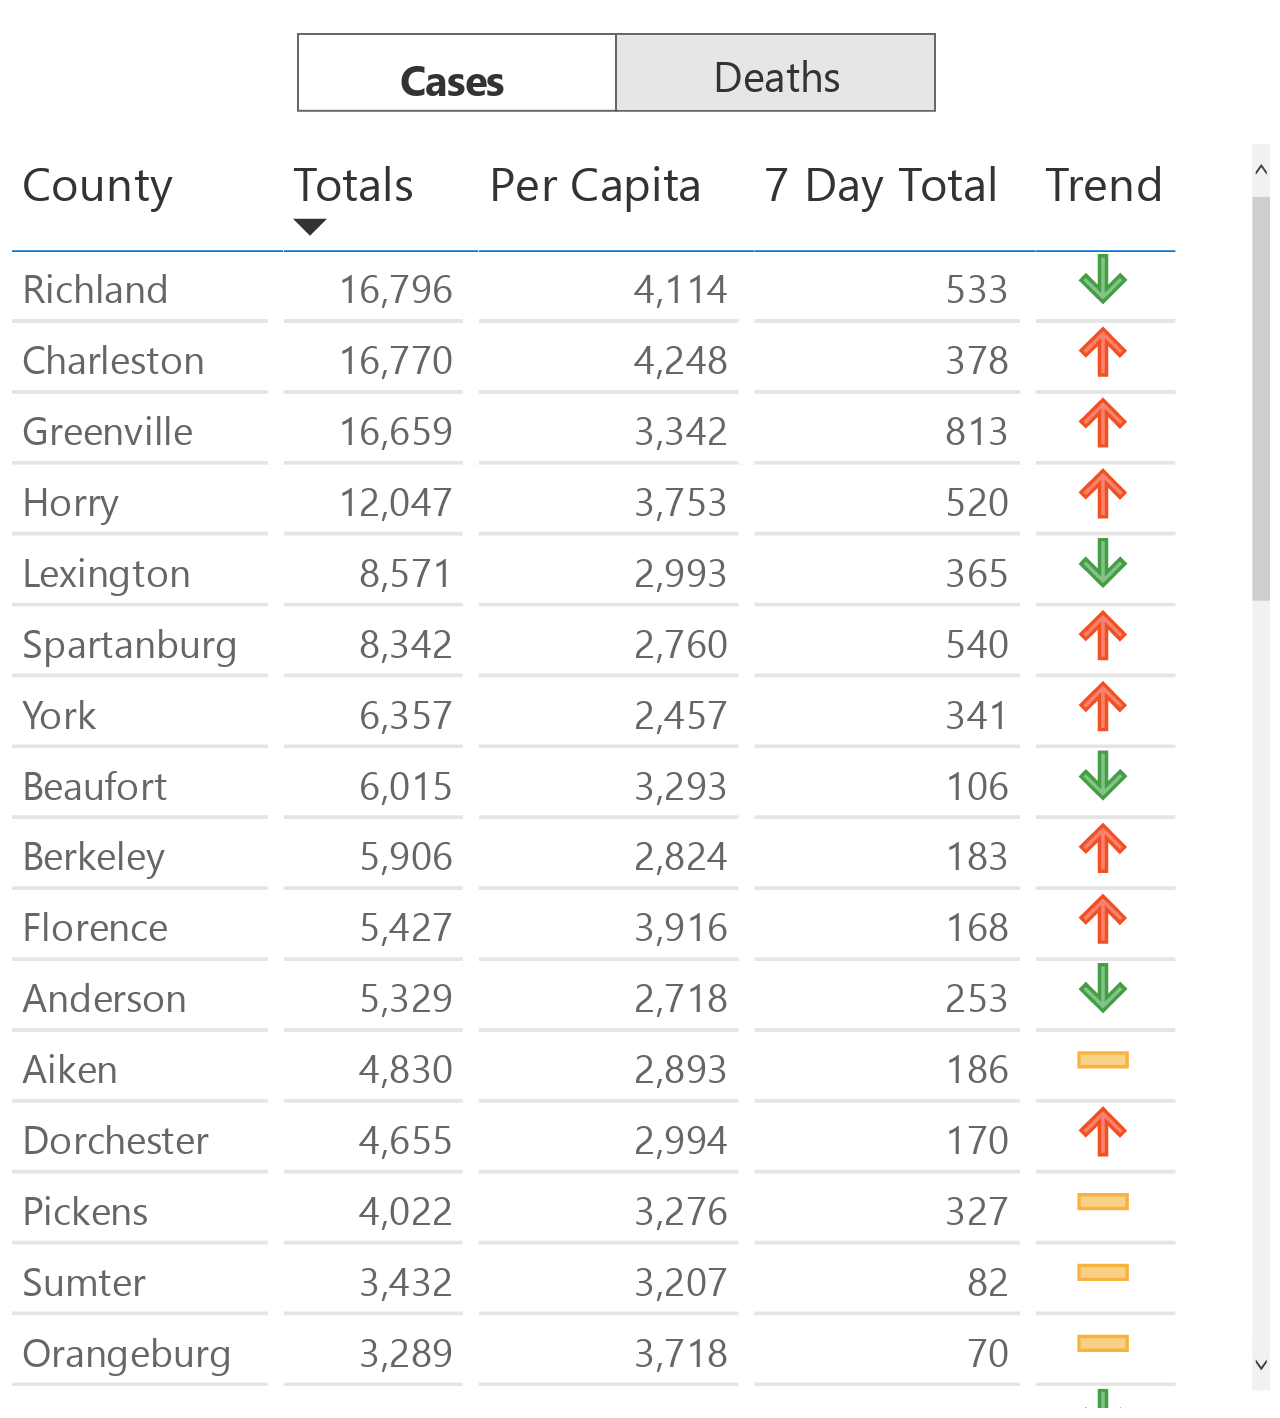 Cases Deaths
County Totals Per Capita 7 Day Total Trend
Richland 16,796 4,114 533
Charleston 16,770 4,248 378
Greenville 16,659 3,342 813
Horry 12,047 3,753 520
Lexington 8,571 2,993 365
Spartanburg 8,342 2,760 540
York 6,357 2,457 341
Beaufort 6,015 3,293 106
Berkeley 5,906 2,824 183
Florence 5,427 3,916 168
Anderson 5,329 2,718 253
Aiken 4,830 2,893 186
Dorchester 4,655 2,994 170
Pickens 4,022 3,276 327
Sumter 3,432 3,207 82
Orangeburg 3,289 3,718 70